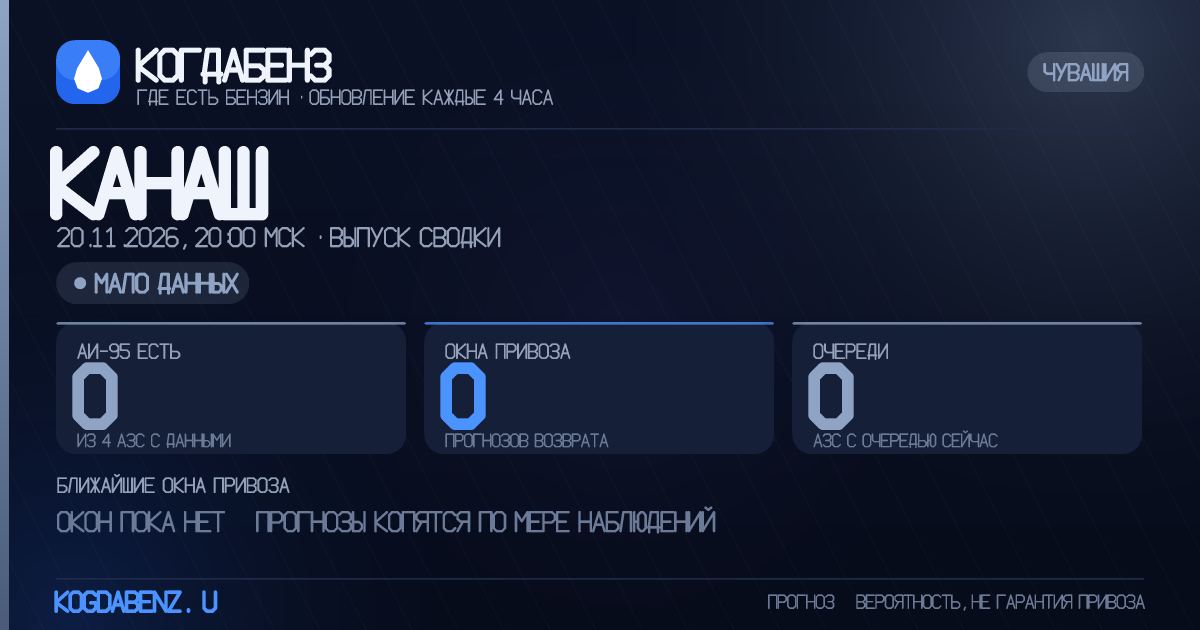 КОГДАБЕНЗ
ГДЕ ЕСТЬ БЕНЗИН · ОБНОВЛЕНИЕ КАЖДЫЕ 4 ЧАСА
ЧУВАШИЯ
КАНАШ
20.11.2026, 20:00 МСК · ВЫПУСК СВОДКИ
МАЛО ДАННЫХ
АИ-95 ЕСТЬ
0
ИЗ 4 АЗС С ДАННЫМИ
ОКНА ПРИВОЗА
0
ПРОГНОЗОВ ВОЗВРАТА
ОЧЕРЕДИ
0
АЗС С ОЧЕРЕДЬЮ СЕЙЧАС
БЛИЖАЙШИЕ ОКНА ПРИВОЗА
ОКОН ПОКА НЕТ ПРОГНОЗЫ КОПЯТСЯ ПО МЕРЕ НАБЛЮДЕНИЙ
KOGDABENZ. U
ПРОГНОЗ ВЕРОЯТНОСТЬ, НЕ ГАРАНТИЯ ПРИВОЗА